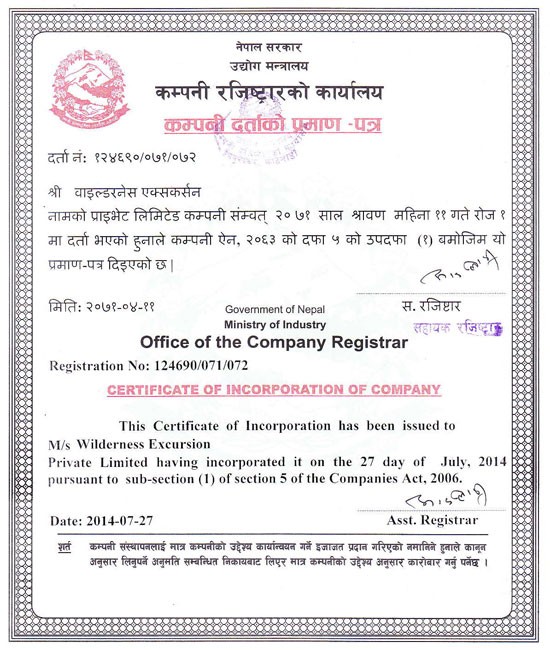 नेपाल सरकार
उद्योग मन्त्रालय
कम्पनी रजिष्ट्रारको कार्यालय
कम्पनी दर्ताको प्रमाण -पत्र
दर्ता नं: १२४६९०/०७१/०७२
श्री वाइल्डरनेस एक्सकर्सन
नामको प्राइभेट लिमिटेड कम्पनी संम्वत् २०७१ साल श्रावण महिना ११ गते रोज १
मा दर्ता भएको हुनाले कम्पनी ऐन, २०६३ को दफा ५ को उपदफा (१) बमोजिम यो
प्रमाण-पत्र दिइएको छ |
मिति: २०७१-०४-११
स. रजिष्टार
सहायक रजिष्ट्रार
Government of Nepal
Ministry of Industry
Office of the Company Registrar
Registration No: 124690/071/072
CERTIFICATE OF INCORPORATION OF COMPANY
This Certificate of Incorporation has been issued to
M/s Wilderness Excursion
Private Limited having incorporated it on the 27 day of July, 2014
pursuant to sub-section (1) of section 5 of the Companies Act, 2006.
Date: 2014-07-27
Asst. Registrar
शर्त कम्पनी संस्थापनलाई मात्र कम्पनीको उद्देश्य कार्यान्वयन गर्ने इजाजत प्रदान गरिएको नमानिने हुनाले कानून
अनुसार लिनुपर्ने अनुमति सम्बन्धित निकायबाट लिएर मात्र कम्पनीको उद्देश्य अनुसार कारोबार गर्नु पर्नेछ ।